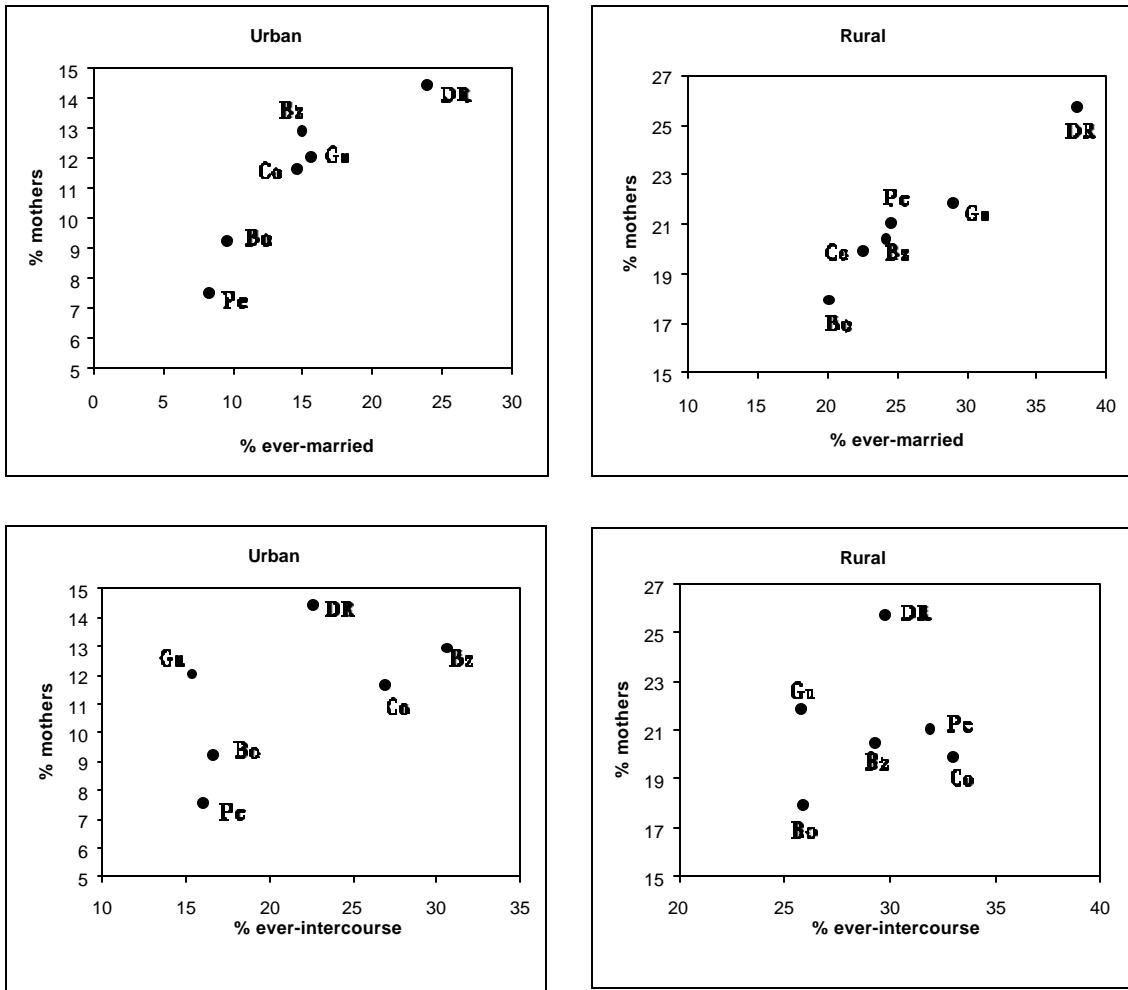 Urban
15
14
13
12
11
10
9
8
7
6
5
% mothers
DR
Bz
Gu
Co
Bo
Pe
0 5 10 15 20 25 30
% ever-married
Rural
27
25
23
21
19
17
15
% mothers
DR
Pe
Gu
Co
Bz
Bo
10 15 20 25 30 35 40
% ever-married
Urban
15
14
13
12
11
10
9
8
7
6
5
% mothers
DR
Gu
Bz
Co
Bo
Pe
10 15 20 25 30 35
% ever-intercourse
Rural
27
25
23
21
19
17
15
% mothers
DR
Gu
Pe
Bz
Co
Bo
20 25 30 35 40
% ever-intercourse